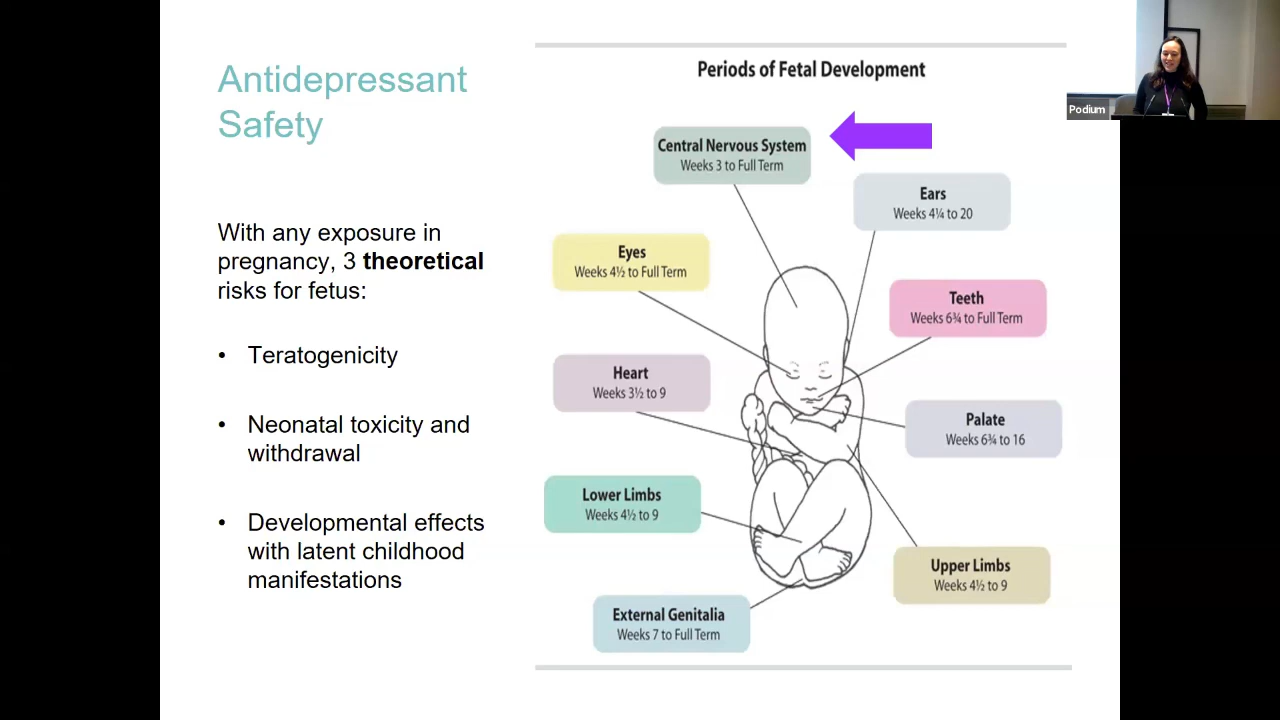 Antidepressant
Safety
With any exposure in
pregnancy, 3 theoretical
risks for fetus:
• Teratogenicity
• Neonatal toxicity and
withdrawal
• Developmental effects
with latent childhood
manifestations
Periods of Fetal Development
Central Nervous System
Weeks 3 to Full Term
Ears
Weeks 4¼ to 20
Eyes
Weeks 4½ to Full Term
Teeth
Weeks 6¾ to Full Term
Heart
Weeks 3½ to 9
Palate
Weeks 6¾ to 16
Lower Limbs
Weeks 4½ to 9
Upper Limbs
Weeks 4½ to 9
External Genitalia
Weeks 7 to Full Term
Podium